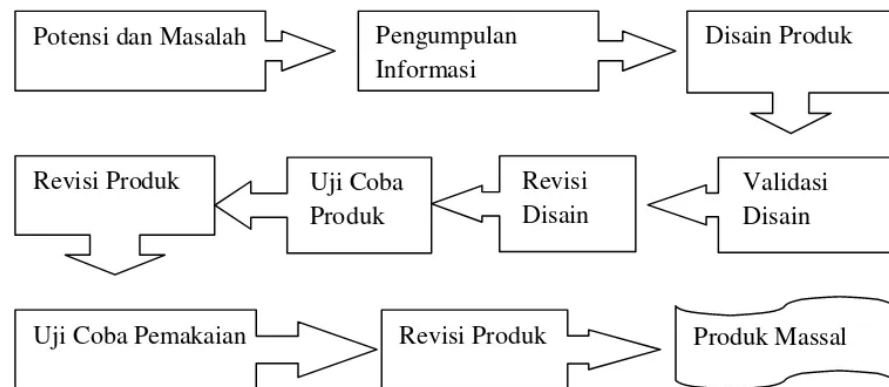 Potensi dan Masalah
Pengumpulan
Informasi
Disain Produk
Validasi
Disain
Revisi
Disain
Uji Coba
Produk
Revisi Produk
Uji Coba Pemakaian
Revisi Produk
Produk Massal